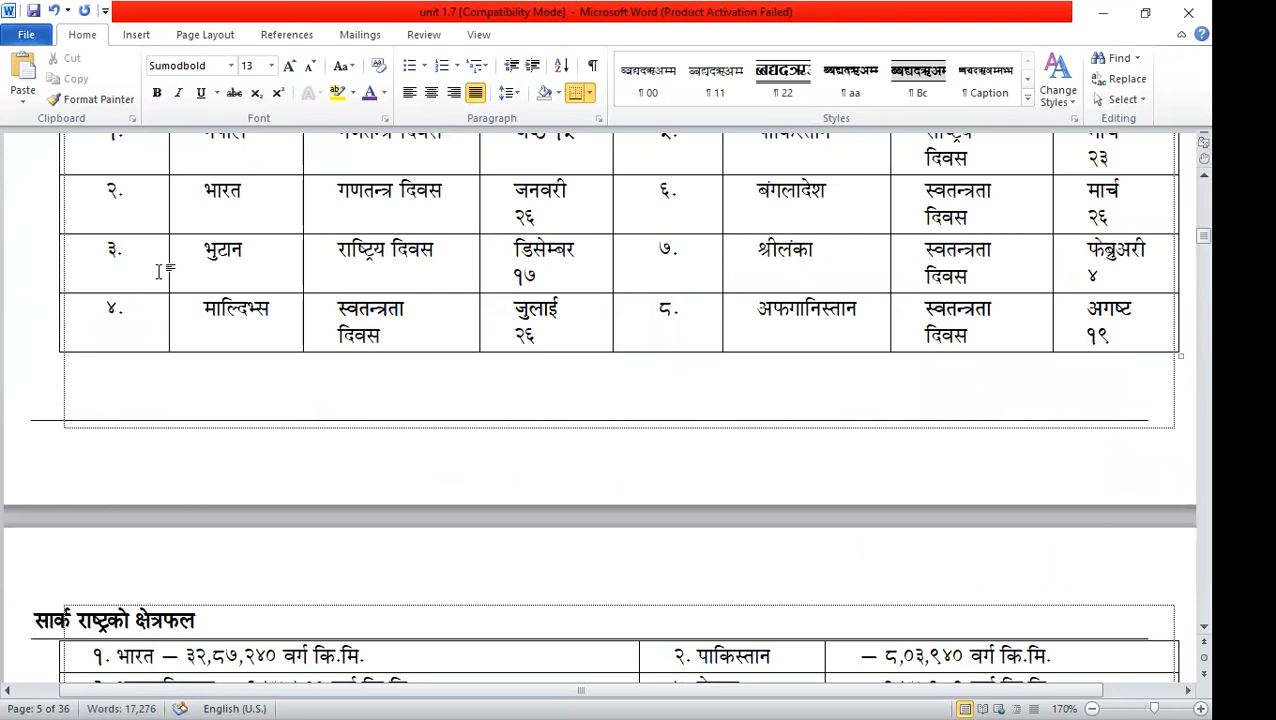 unit 1.7 [Compatibility Mode] - Microsoft Word (Product Activation Failed)
File Home Insert Page Layout References Mailings Review View
Paste Cut Copy Format Painter
Sumodbold 13
¶ 00 ¶ 11 ¶ 22 ¶ aa ¶ Bc ¶ Caption
Change Styles
Find Replace Select
Clipboard Font Paragraph Styles Editing
दिवस २३
२. भारत गणतन्त्र दिवस जनवरी २६ ६. बंगलादेश स्वतन्त्रता दिवस मार्च २६
३. भुटान राष्ट्रिय दिवस डिसेम्बर १७ ७. श्रीलंका स्वतन्त्रता दिवस फेब्रुअरी ४
४. माल्दिभ्स स्वतन्त्रता दिवस जुलाई २६ ८. अफगानिस्तान स्वतन्त्रता दिवस अगष्ट १९
सार्क राष्ट्रको क्षेत्रफल
१. भारत – ३२,८७,२४० वर्ग कि.मि. २. पाकिस्तान – ८,०३,९४० वर्ग कि.मि.
Page: 5 of 36 Words: 17,276 English (U.S.) 170%